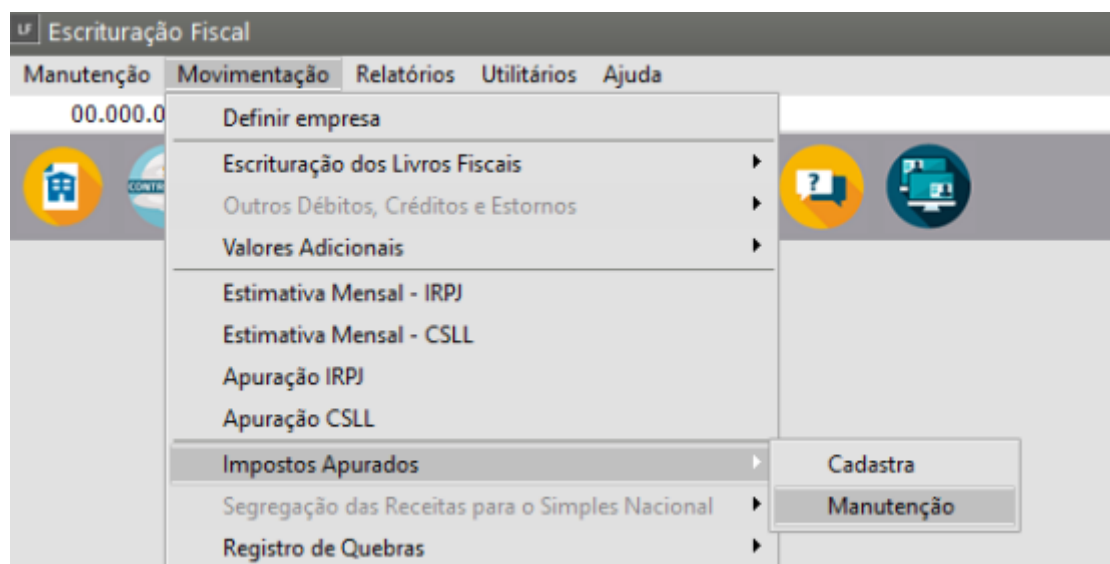 LF Escrituração Fiscal
Manutenção Movimentação Relatórios Utilitários Ajuda
00.000.0
Definir empresa
Escrituração dos Livros Fiscais
Outros Débitos, Créditos e Estornos
Valores Adicionais
Estimativa Mensal - IRPJ
Estimativa Mensal - CSLL
Apuração IRPJ
Apuração CSLL
Impostos Apurados
Cadastra
Manutenção
Segregação das Receitas para o Simples Nacional
Registro de Quebras